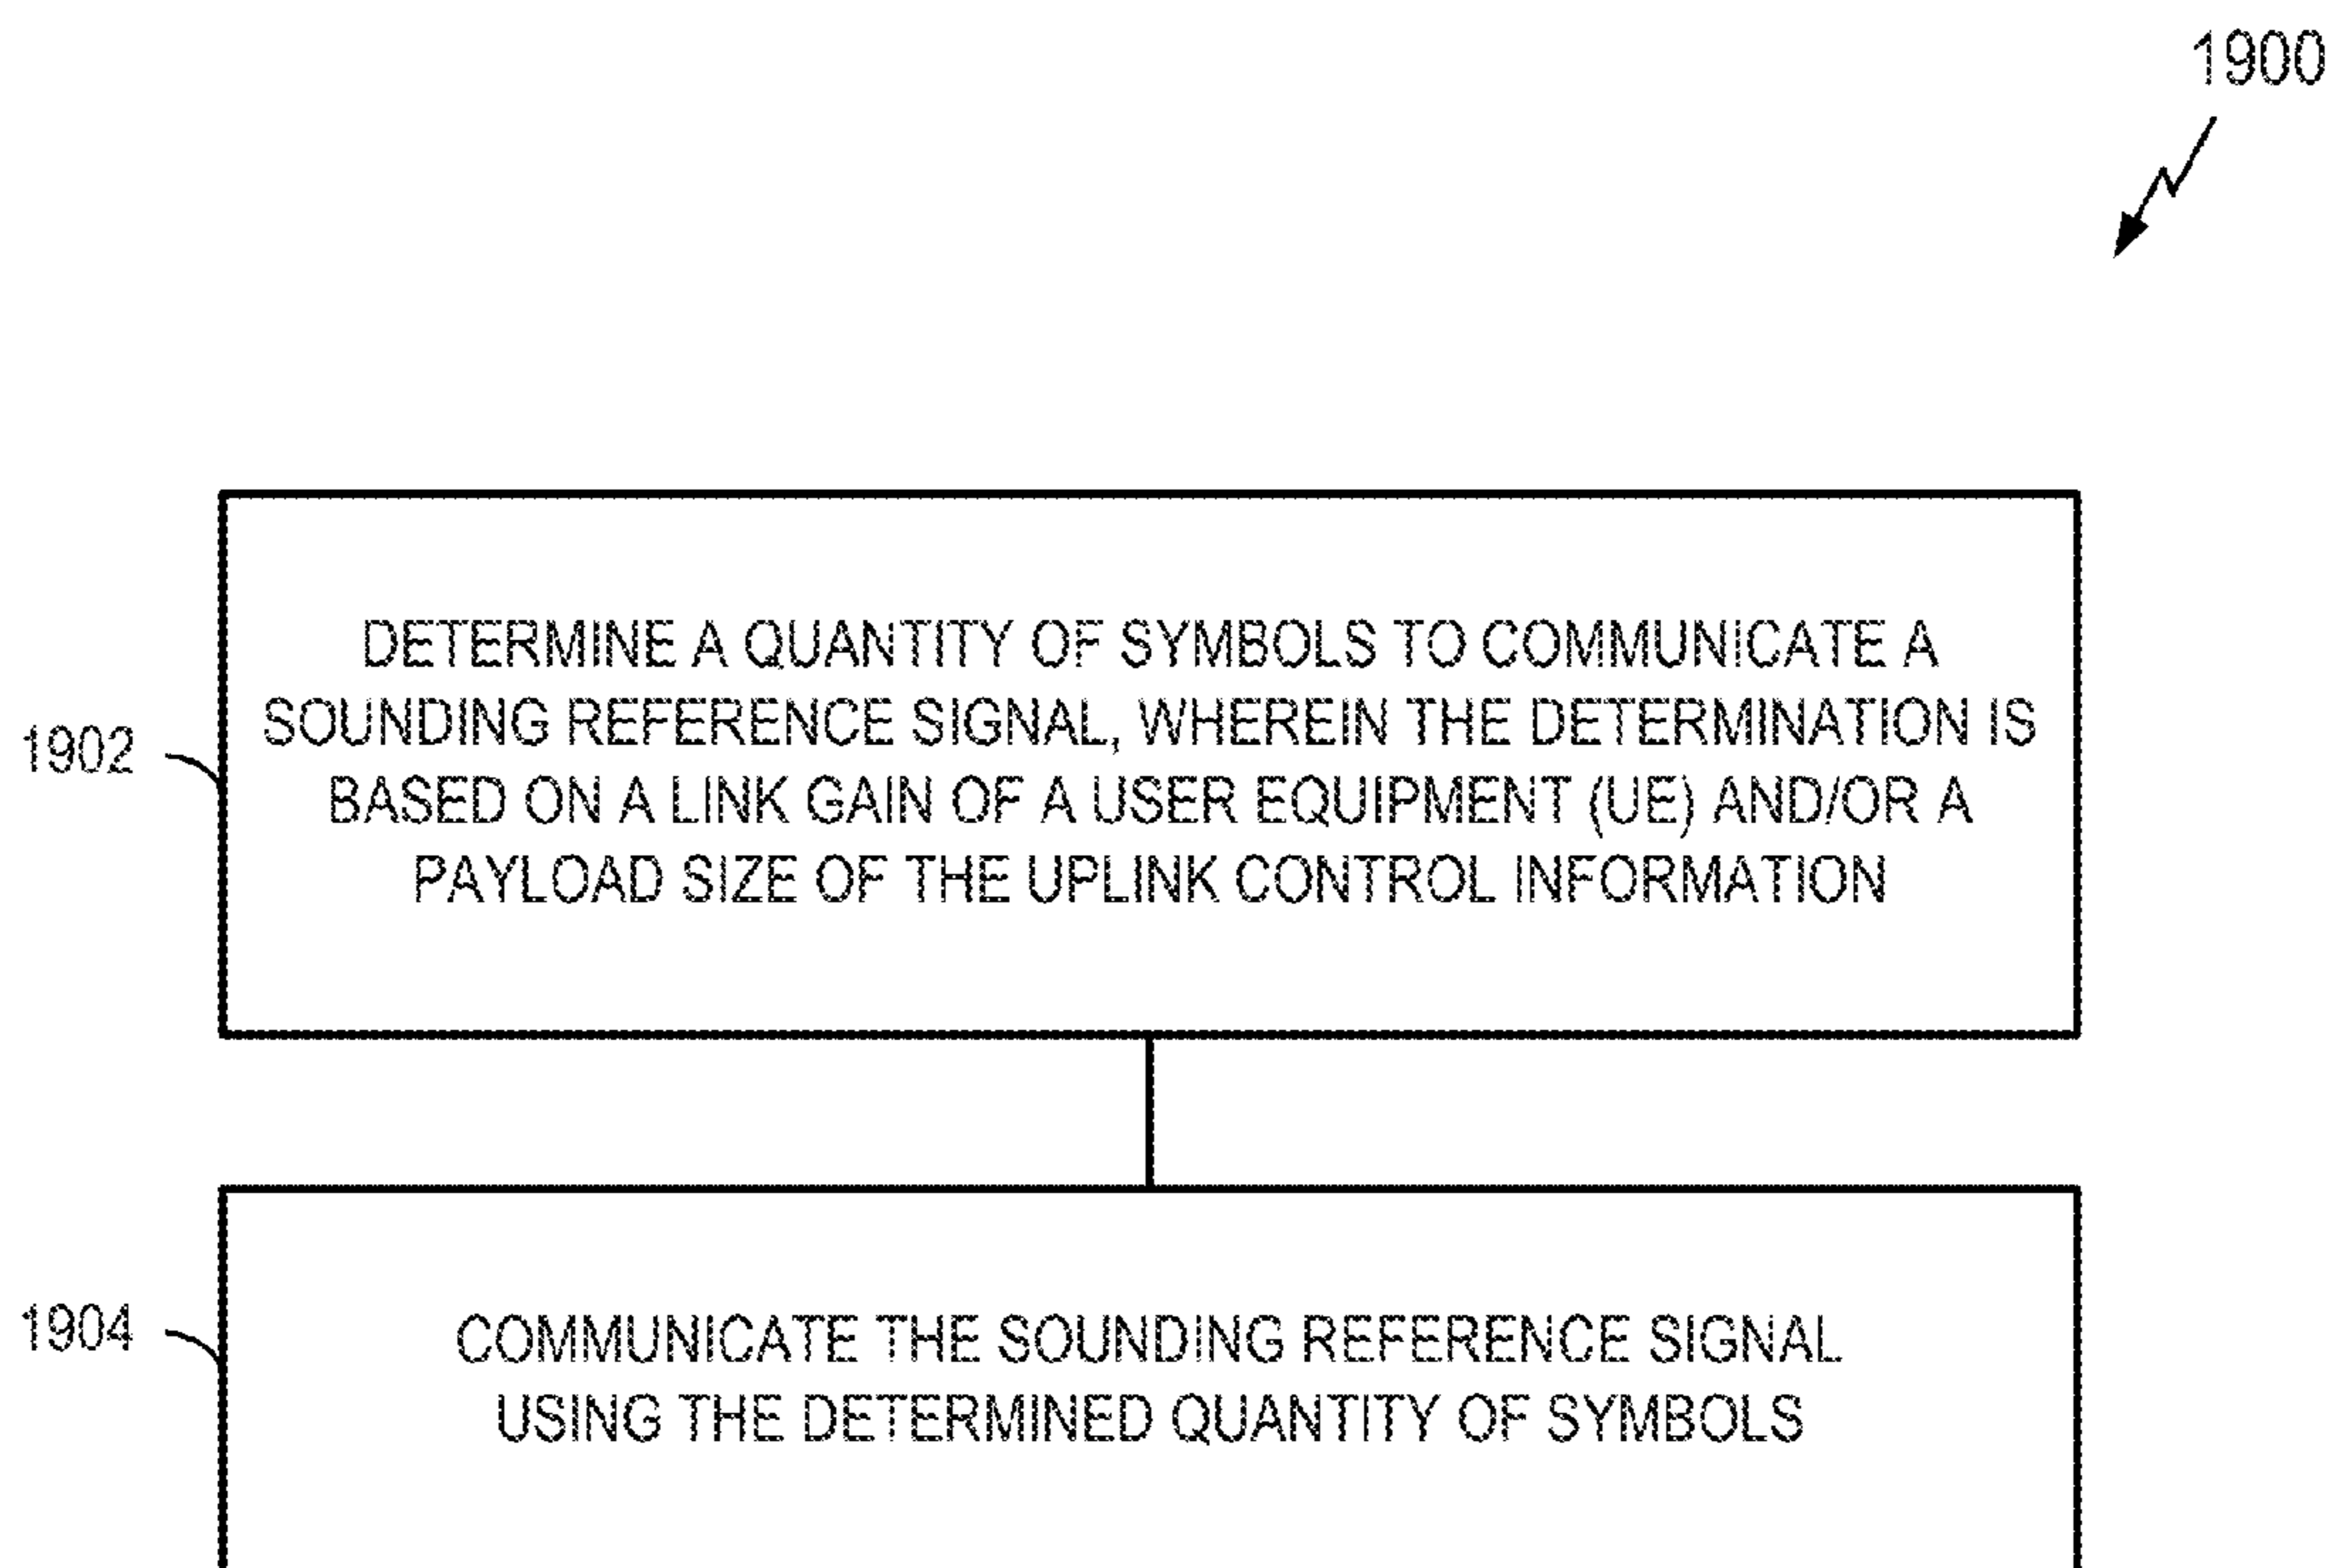 1900
DETERMINE A QUANTITY OF SYMBOLS TO COMMUNICATE A
1902
SOUNDING REFERENCE SIGNAL, WHEREIN THE DETERMINATION IS
BASED ON A LINK GAIN OF A USER EQUIPMENT (UE) AND/OR A
PAYLOAD SIZE OF THE UPLINK CONTROL INFORMATION
1904
COMMUNICATE THE SOUNDING REFERENCE SIGNAL
USING THE DETERMINED QUANTITY OF SYMBOLS